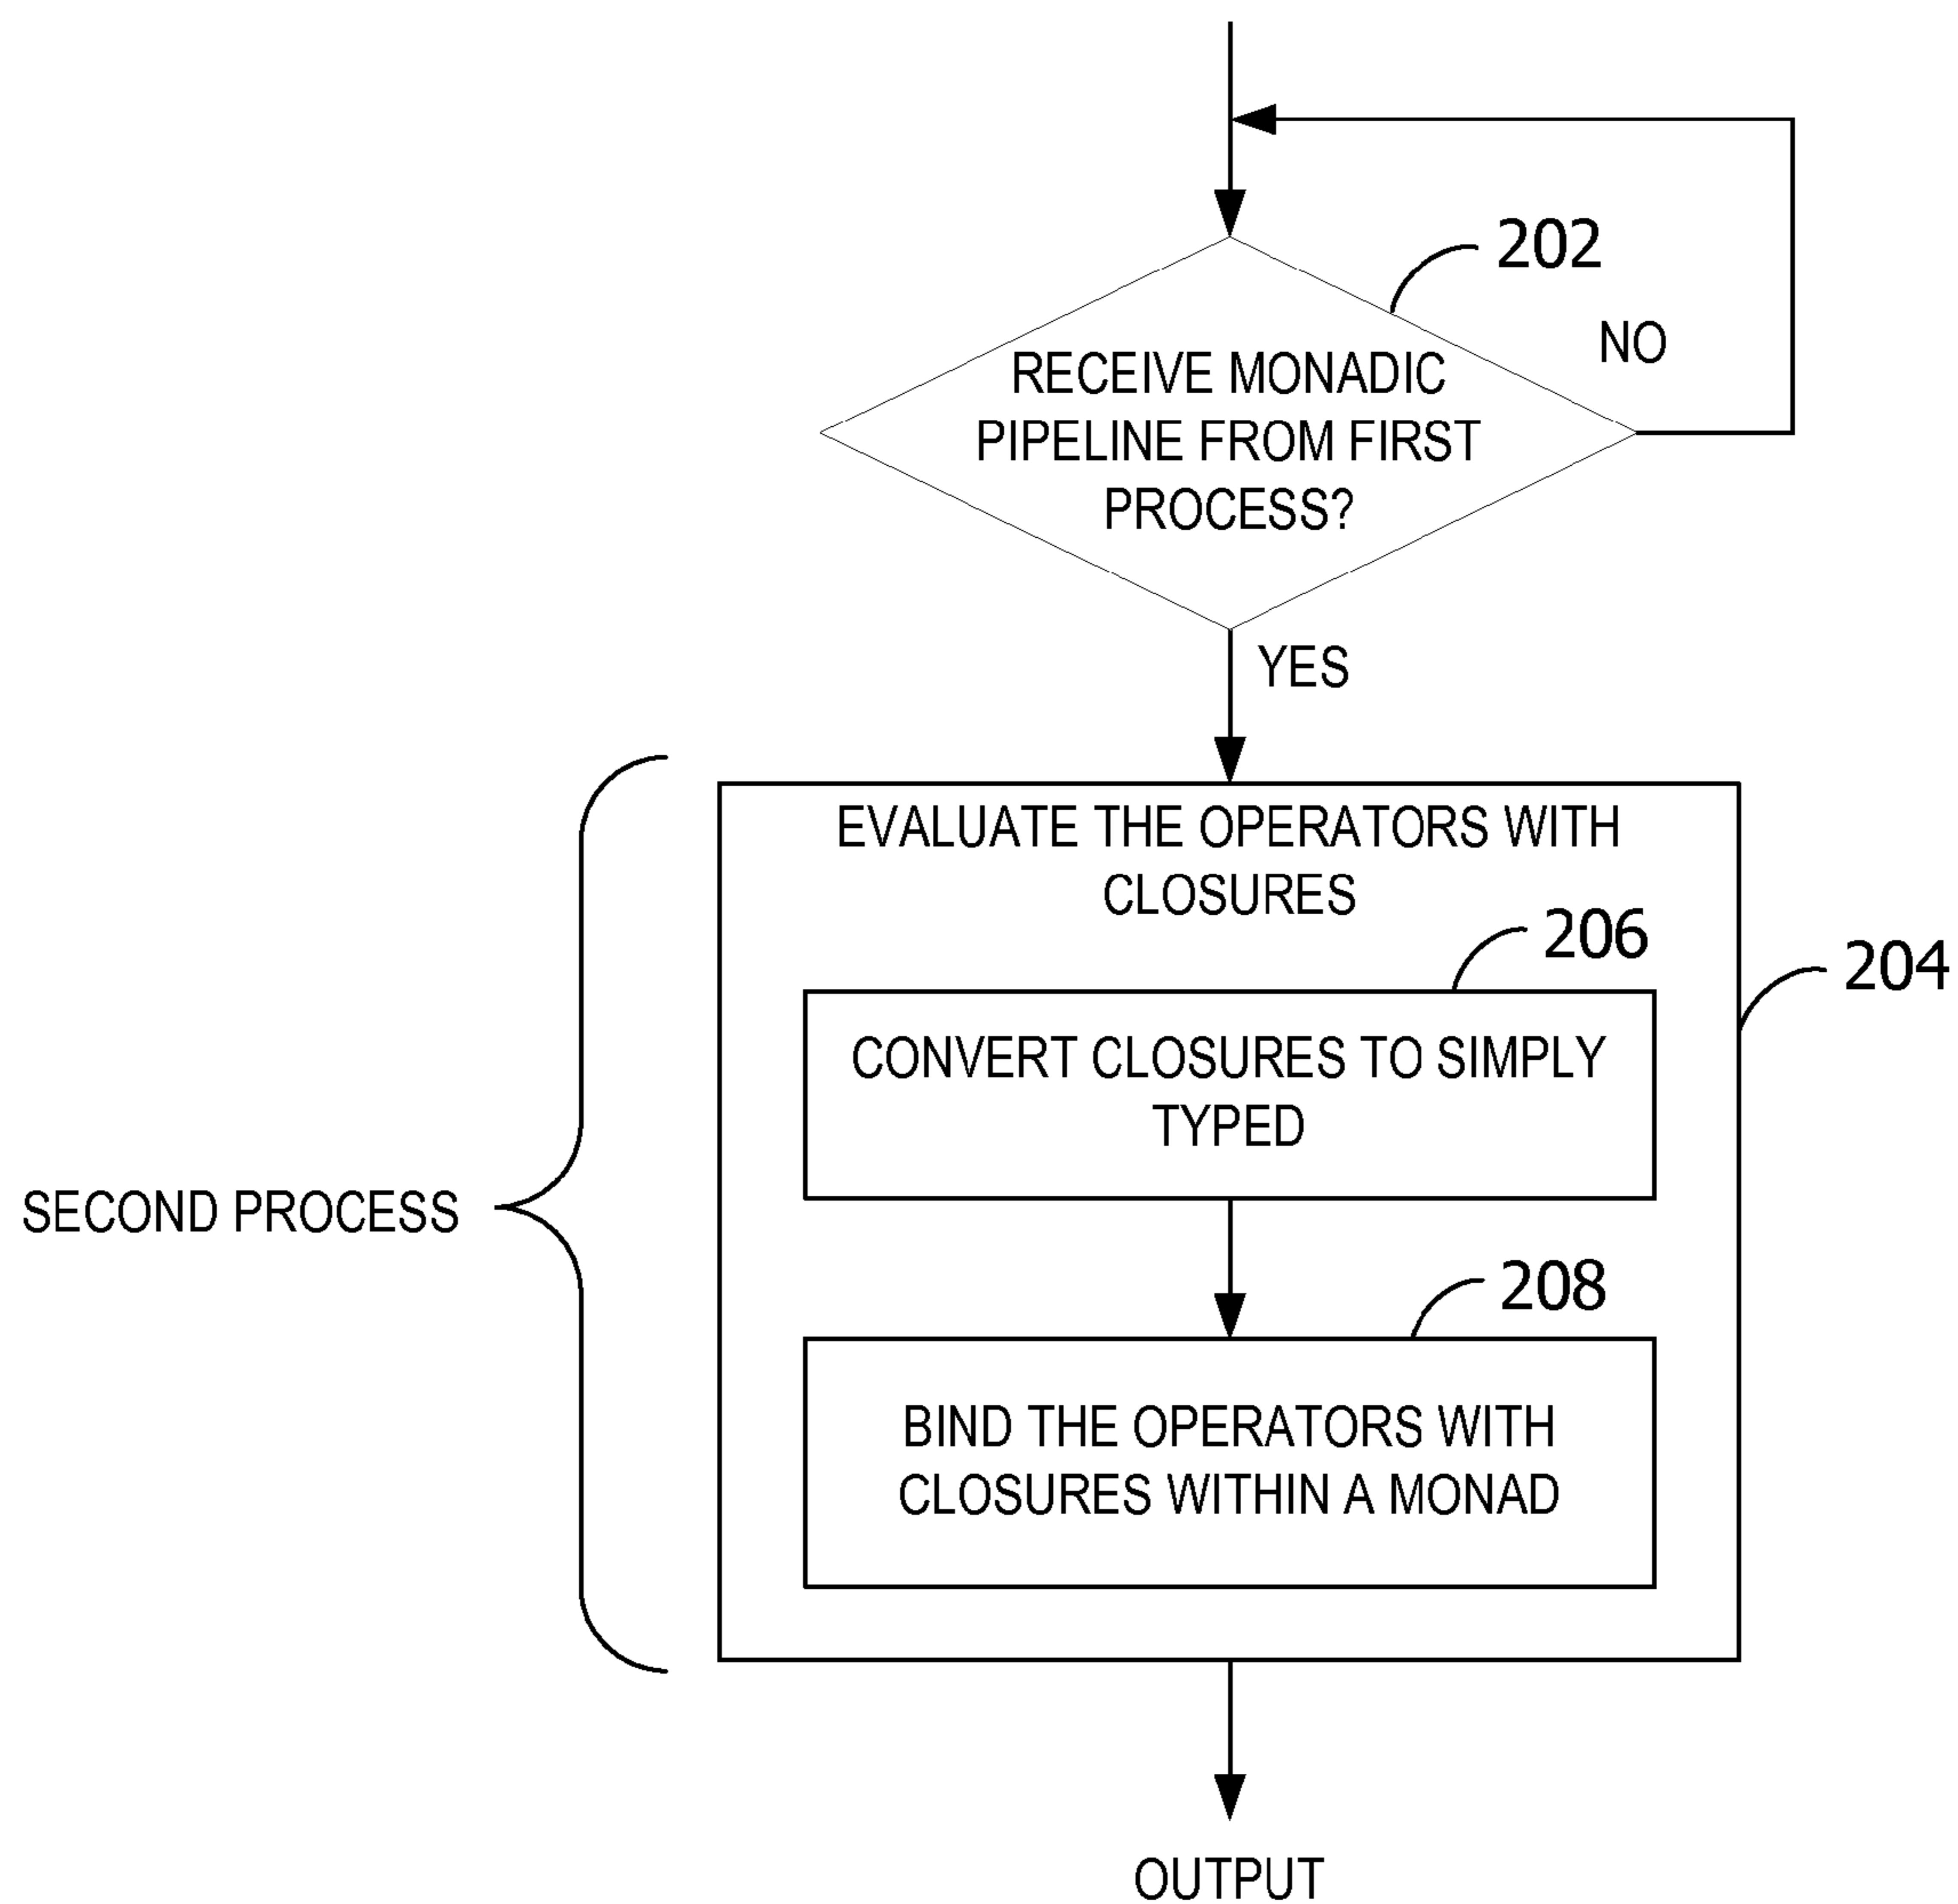 202
NO
RECEIVE MONADIC
PIPELINE FROM FIRST
PROCESS?
YES
EVALUATE THE OPERATORS WITH
CLOSURES
206
204
CONVERT CLOSURES TO SIMPLY
TYPED
SECOND PROCESS
208
BIND THE OPERATORS WITH
CLOSURES WITHIN A MONAD
OUTPUT